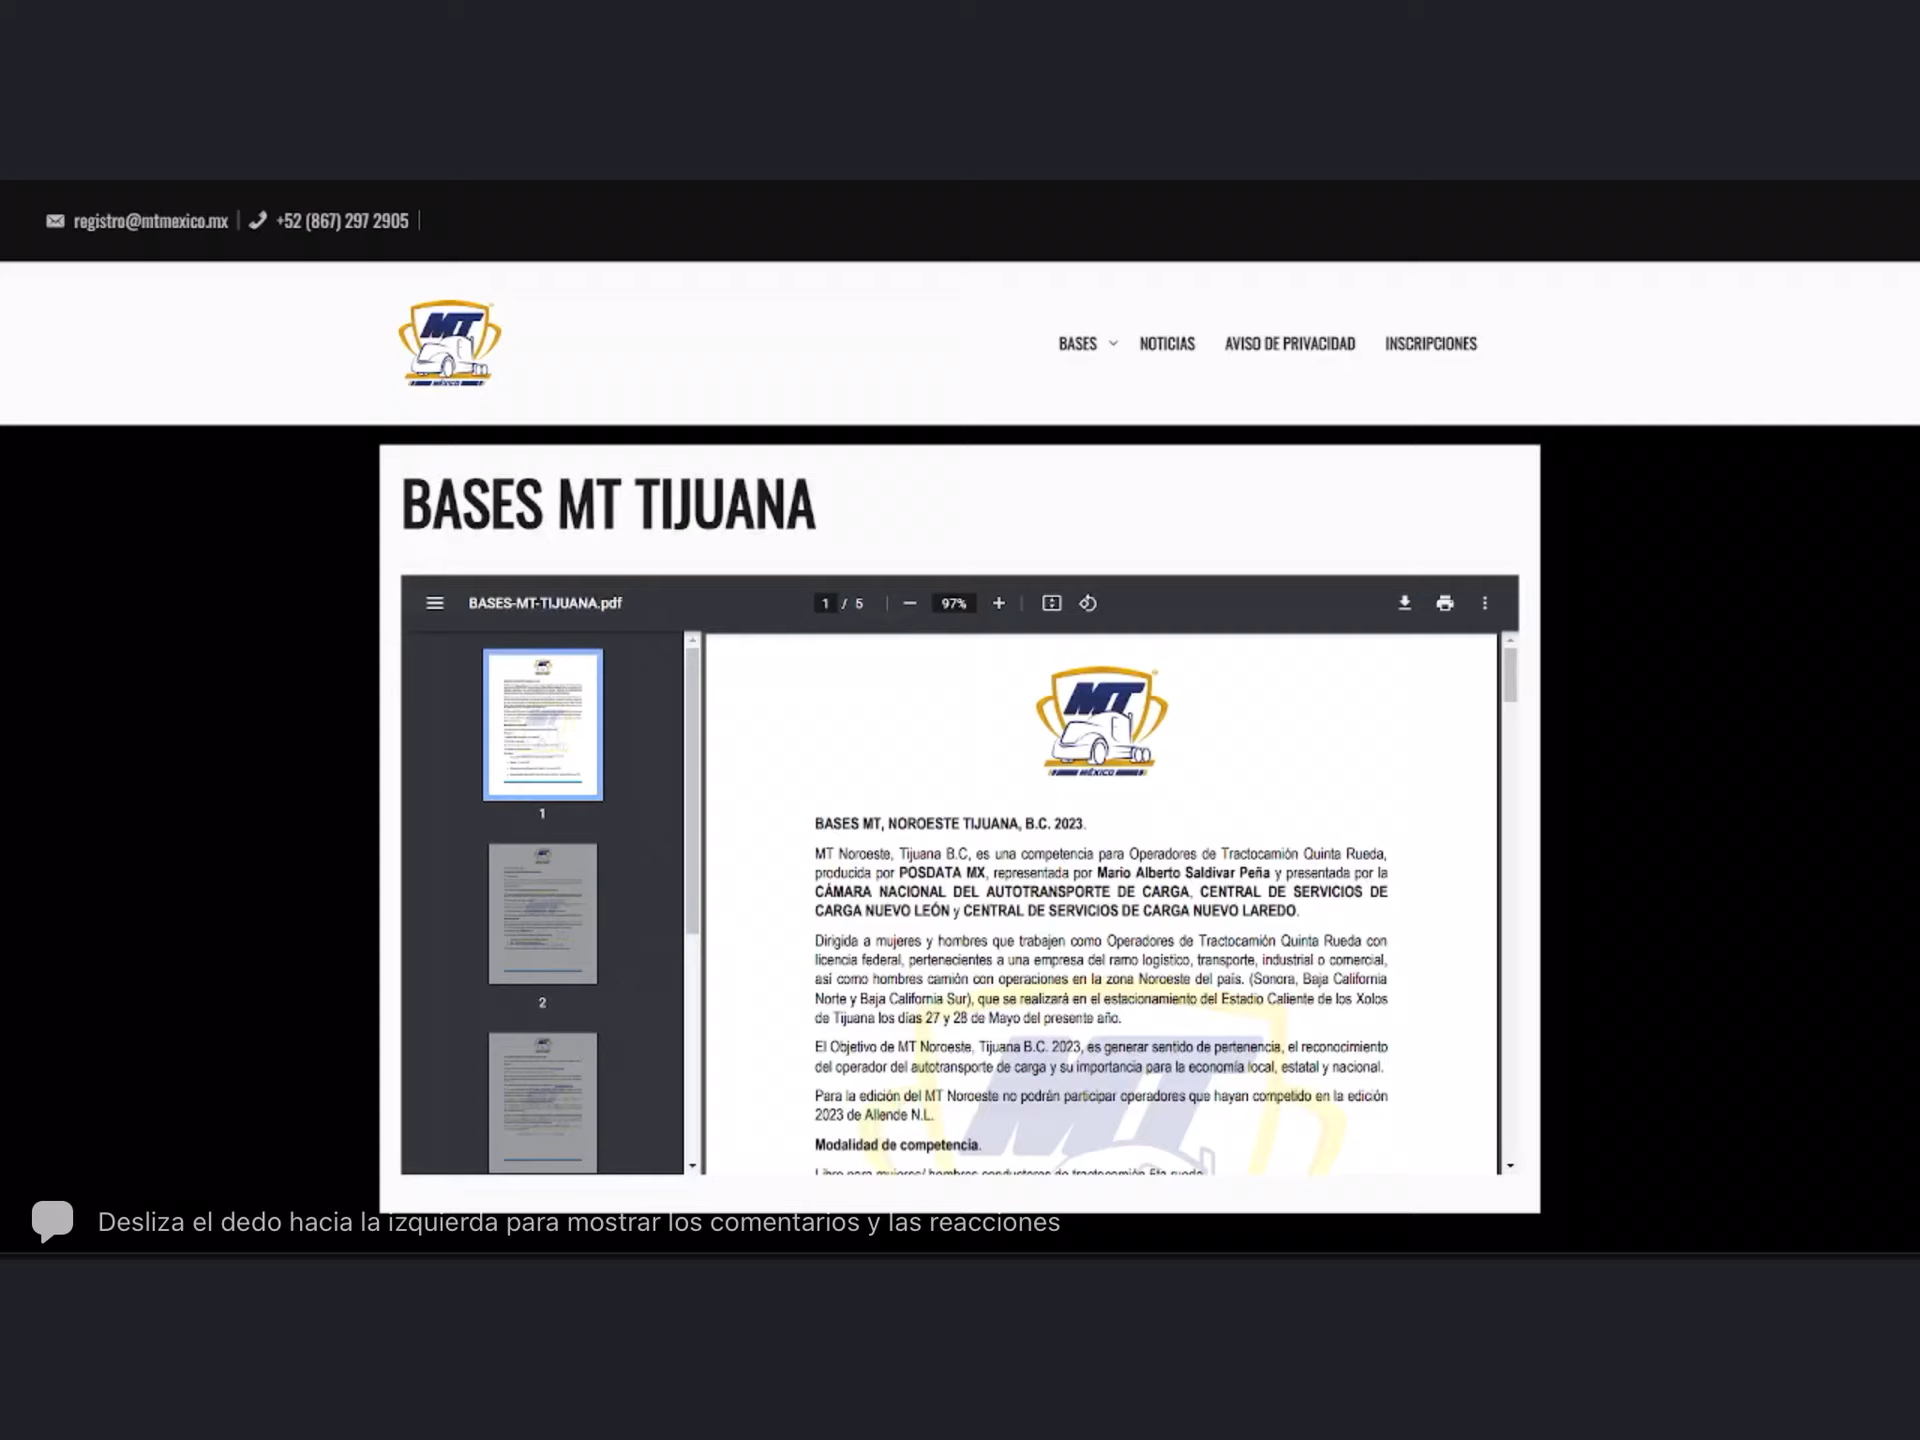 registro@mtmexico.mx
+52 (867) 297 2905
MT
MÉXICO
BASES
NOTICIAS
AVISO DE PRIVACIDAD
INSCRIPCIONES
BASES MT TIJUANA
BASES-MT-TIJUANA.pdf
1 / 5
97%
1
2
MT
MÉXICO
BASES MT, NOROESTE TIJUANA, B.C. 2023.
MT Noroeste, Tijuana B.C, es una competencia para Operadores de Tractocamión Quinta Rueda,
producida por POSDATA MX, representada por Mario Alberto Saldivar Peña y presentada por la
CÁMARA NACIONAL DEL AUTOTRANSPORTE DE CARGA, CENTRAL DE SERVICIOS DE
CARGA NUEVO LEÓN y CENTRAL DE SERVICIOS DE CARGA NUEVO LAREDO.
Dirigida a mujeres y hombres que trabajen como Operadores de Tractocamión Quinta Rueda con
licencia federal, pertenecientes a una empresa del ramo logístico, transporte, industrial o comercial,
así como hombres camión con operaciones en la zona Noroeste del país. (Sonora, Baja California
Norte y Baja California Sur), que se realizará en el estacionamiento del Estadio Caliente de los Xolos
de Tijuana los días 27 y 28 de Mayo del presente año.
El Objetivo de MT Noroeste, Tijuana B.C. 2023, es generar sentido de pertenencia, el reconocimiento
del operador del autotransporte de carga y su importancia para la economía local, estatal y nacional.
Para la edición del MT Noroeste no podrán participar operadores que hayan competido en la edición
2023 de Allende N.L.
Modalidad de competencia.
Libre para mujeres/ hombres conductores de tractocamión 5ta rueda
MT
Desliza el dedo hacia la izquierda para mostrar los comentarios y las reacciones